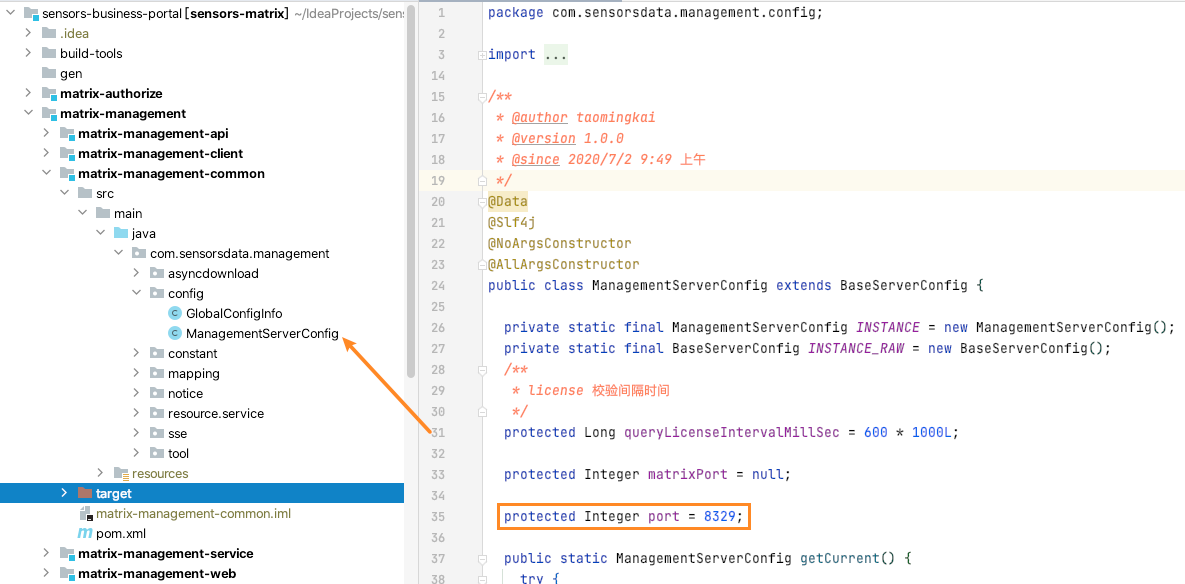 sensors-business-portal [sensors-matrix] ~/IdeaProjects/sens
.idea
build-tools
gen
matrix-authorize
matrix-management
matrix-management-api
matrix-management-client
matrix-management-common
src
main
java
com.sensorsdata.management
asyncdownload
config
GlobalConfigInfo
ManagementServerConfig
constant
mapping
notice
resource.service
sse
tool
resources
target
matrix-management-common.iml
pom.xml
matrix-management-service
matrix-management-web
1 package com.sensorsdata.management.config;
2
3 import ...
14
15 /**
16 * @author taomingkai
17 * @version 1.0.0
18 * @since 2020/7/2 9:49 上午
19 */
20 @Data
21 @Slf4j
22 @NoArgsConstructor
23 @AllArgsConstructor
24 public class ManagementServerConfig extends BaseServerConfig {
25
26 private static final ManagementServerConfig INSTANCE = new ManagementServerConfig();
27 private static final BaseServerConfig INSTANCE_RAW = new BaseServerConfig();
28 /**
29 * license 校验间隔时间
30 */
31 protected Long queryLicenseIntervalMillSec = 600 * 1000L;
32
33 protected Integer matrixPort = null;
34
35 protected Integer port = 8329;
36
37 public static ManagementServerConfig getCurrent() {
38 try {